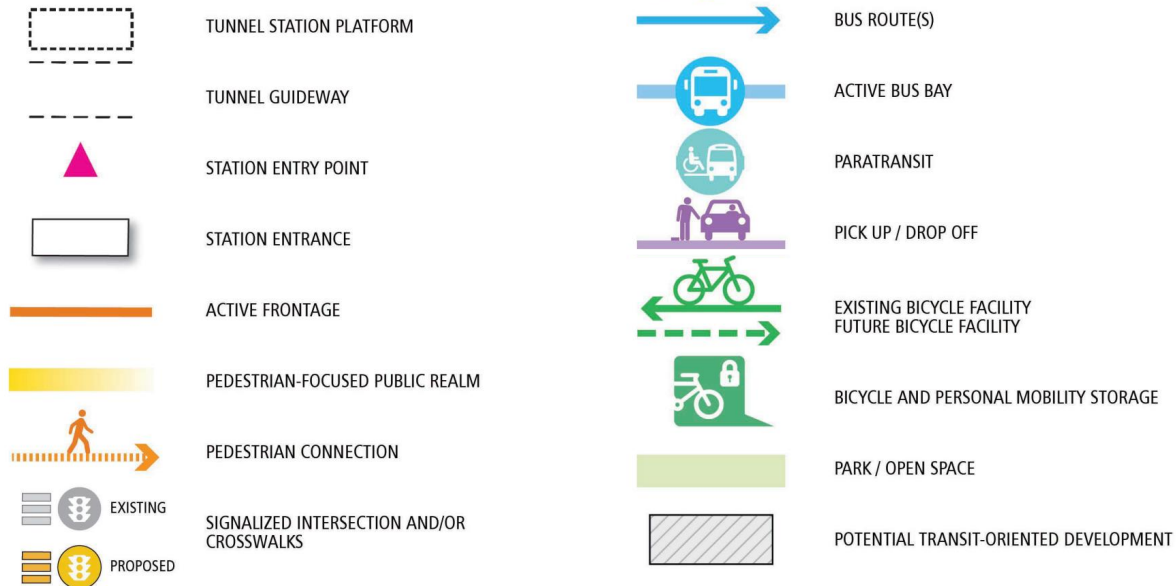 TUNNEL STATION PLATFORM
TUNNEL GUIDEWAY
STATION ENTRY POINT
STATION ENTRANCE
ACTIVE FRONTAGE
PEDESTRIAN-FOCUSED PUBLIC REALM
PEDESTRIAN CONNECTION
EXISTING
SIGNALIZED INTERSECTION AND/OR
CROSSWALKS
PROPOSED
BUS ROUTE(S)
ACTIVE BUS BAY
PARATRANSIT
PICK UP / DROP OFF
EXISTING BICYCLE FACILITY
FUTURE BICYCLE FACILITY
BICYCLE AND PERSONAL MOBILITY STORAGE
PARK / OPEN SPACE
POTENTIAL TRANSIT-ORIENTED DEVELOPMENT